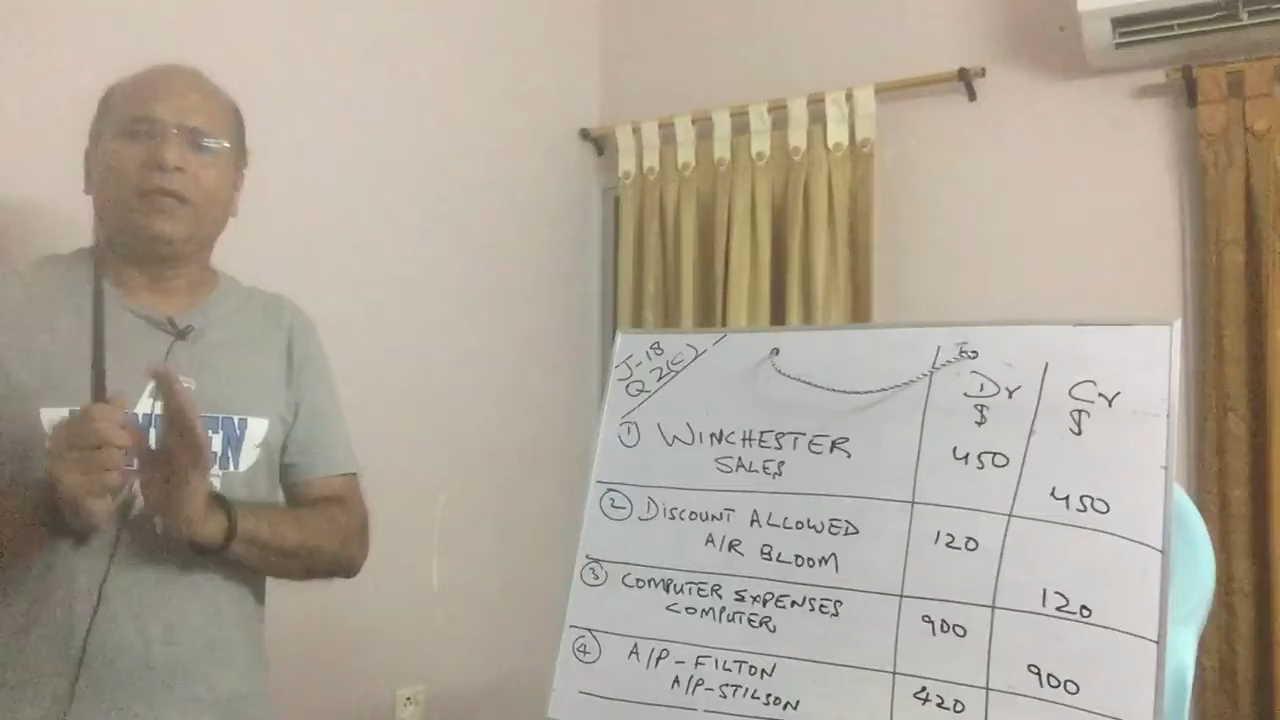 J-18
Q 2(C)
Dr Cr
$ $
① WINCHESTER 450
SALES 450
② DISCOUNT ALLOWED 120
A/R BLOOM 120
③ COMPUTER EXPENSES 900
COMPUTER 900
④ A/P-FILTON 420
A/P-STILSON